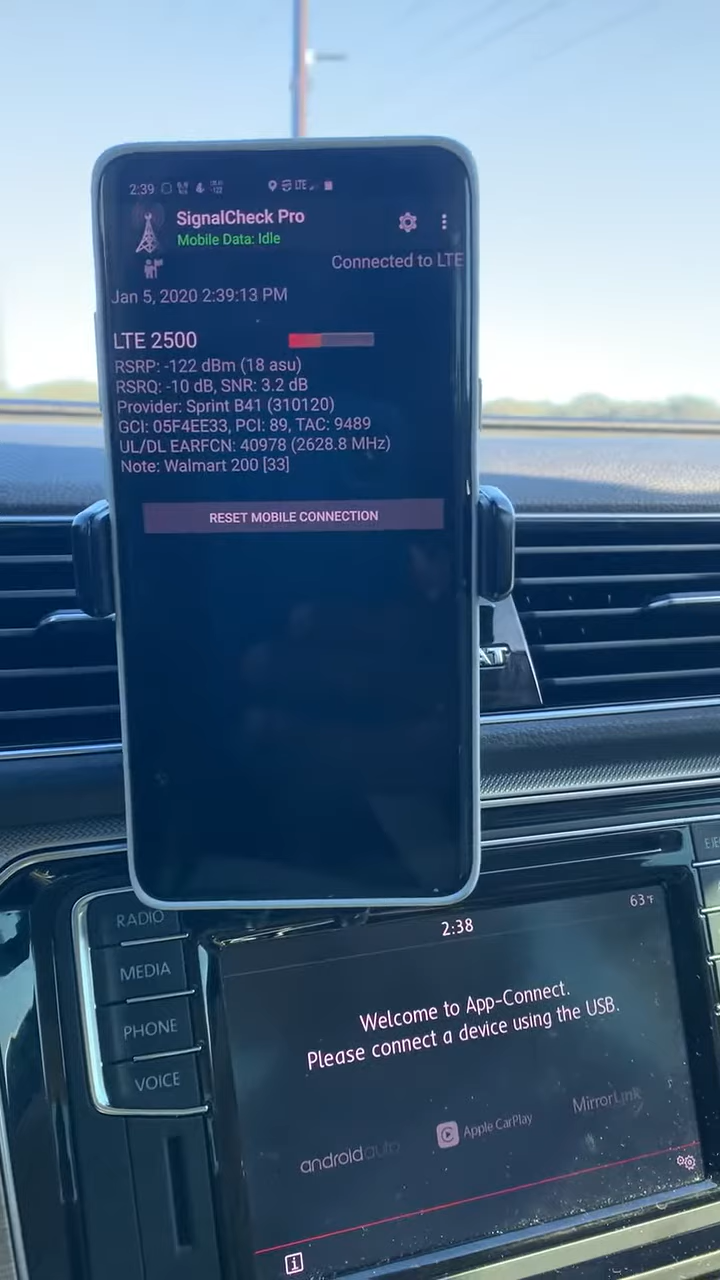 2:39
LTE
SignalCheck Pro
Mobile Data: Idle
Connected to LTE
Jan 5, 2020 2:39:13 PM
LTE 2500
RSRP: -122 dBm (18 asu)
RSRQ: -10 dB, SNR: 3.2 dB
Provider: Sprint B41 (310120)
GCI: 05F4EE33, PCI: 89, TAC: 9489
UL/DL EARFCN: 40978 (2628.8 MHz)
Note: Walmart 200 [33]
RESET MOBILE CONNECTION
AT
RADIO
MEDIA
PHONE
VOICE
2:38
63°F
Welcome to App-Connect.
Please connect a device using the USB.
androidauto
Apple CarPlay
MirrorLink
i